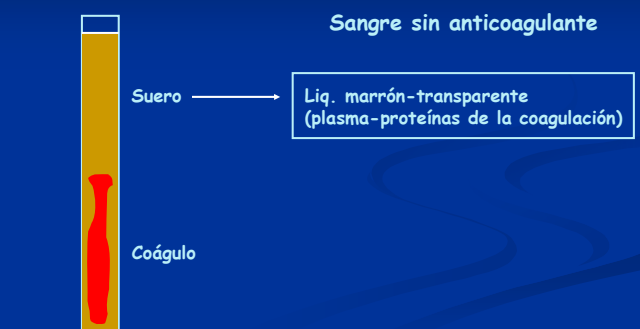 Sangre sin anticoagulante
Suero
Liq. marrón-transparente
(plasma-proteínas de la coagulación)
Coágulo